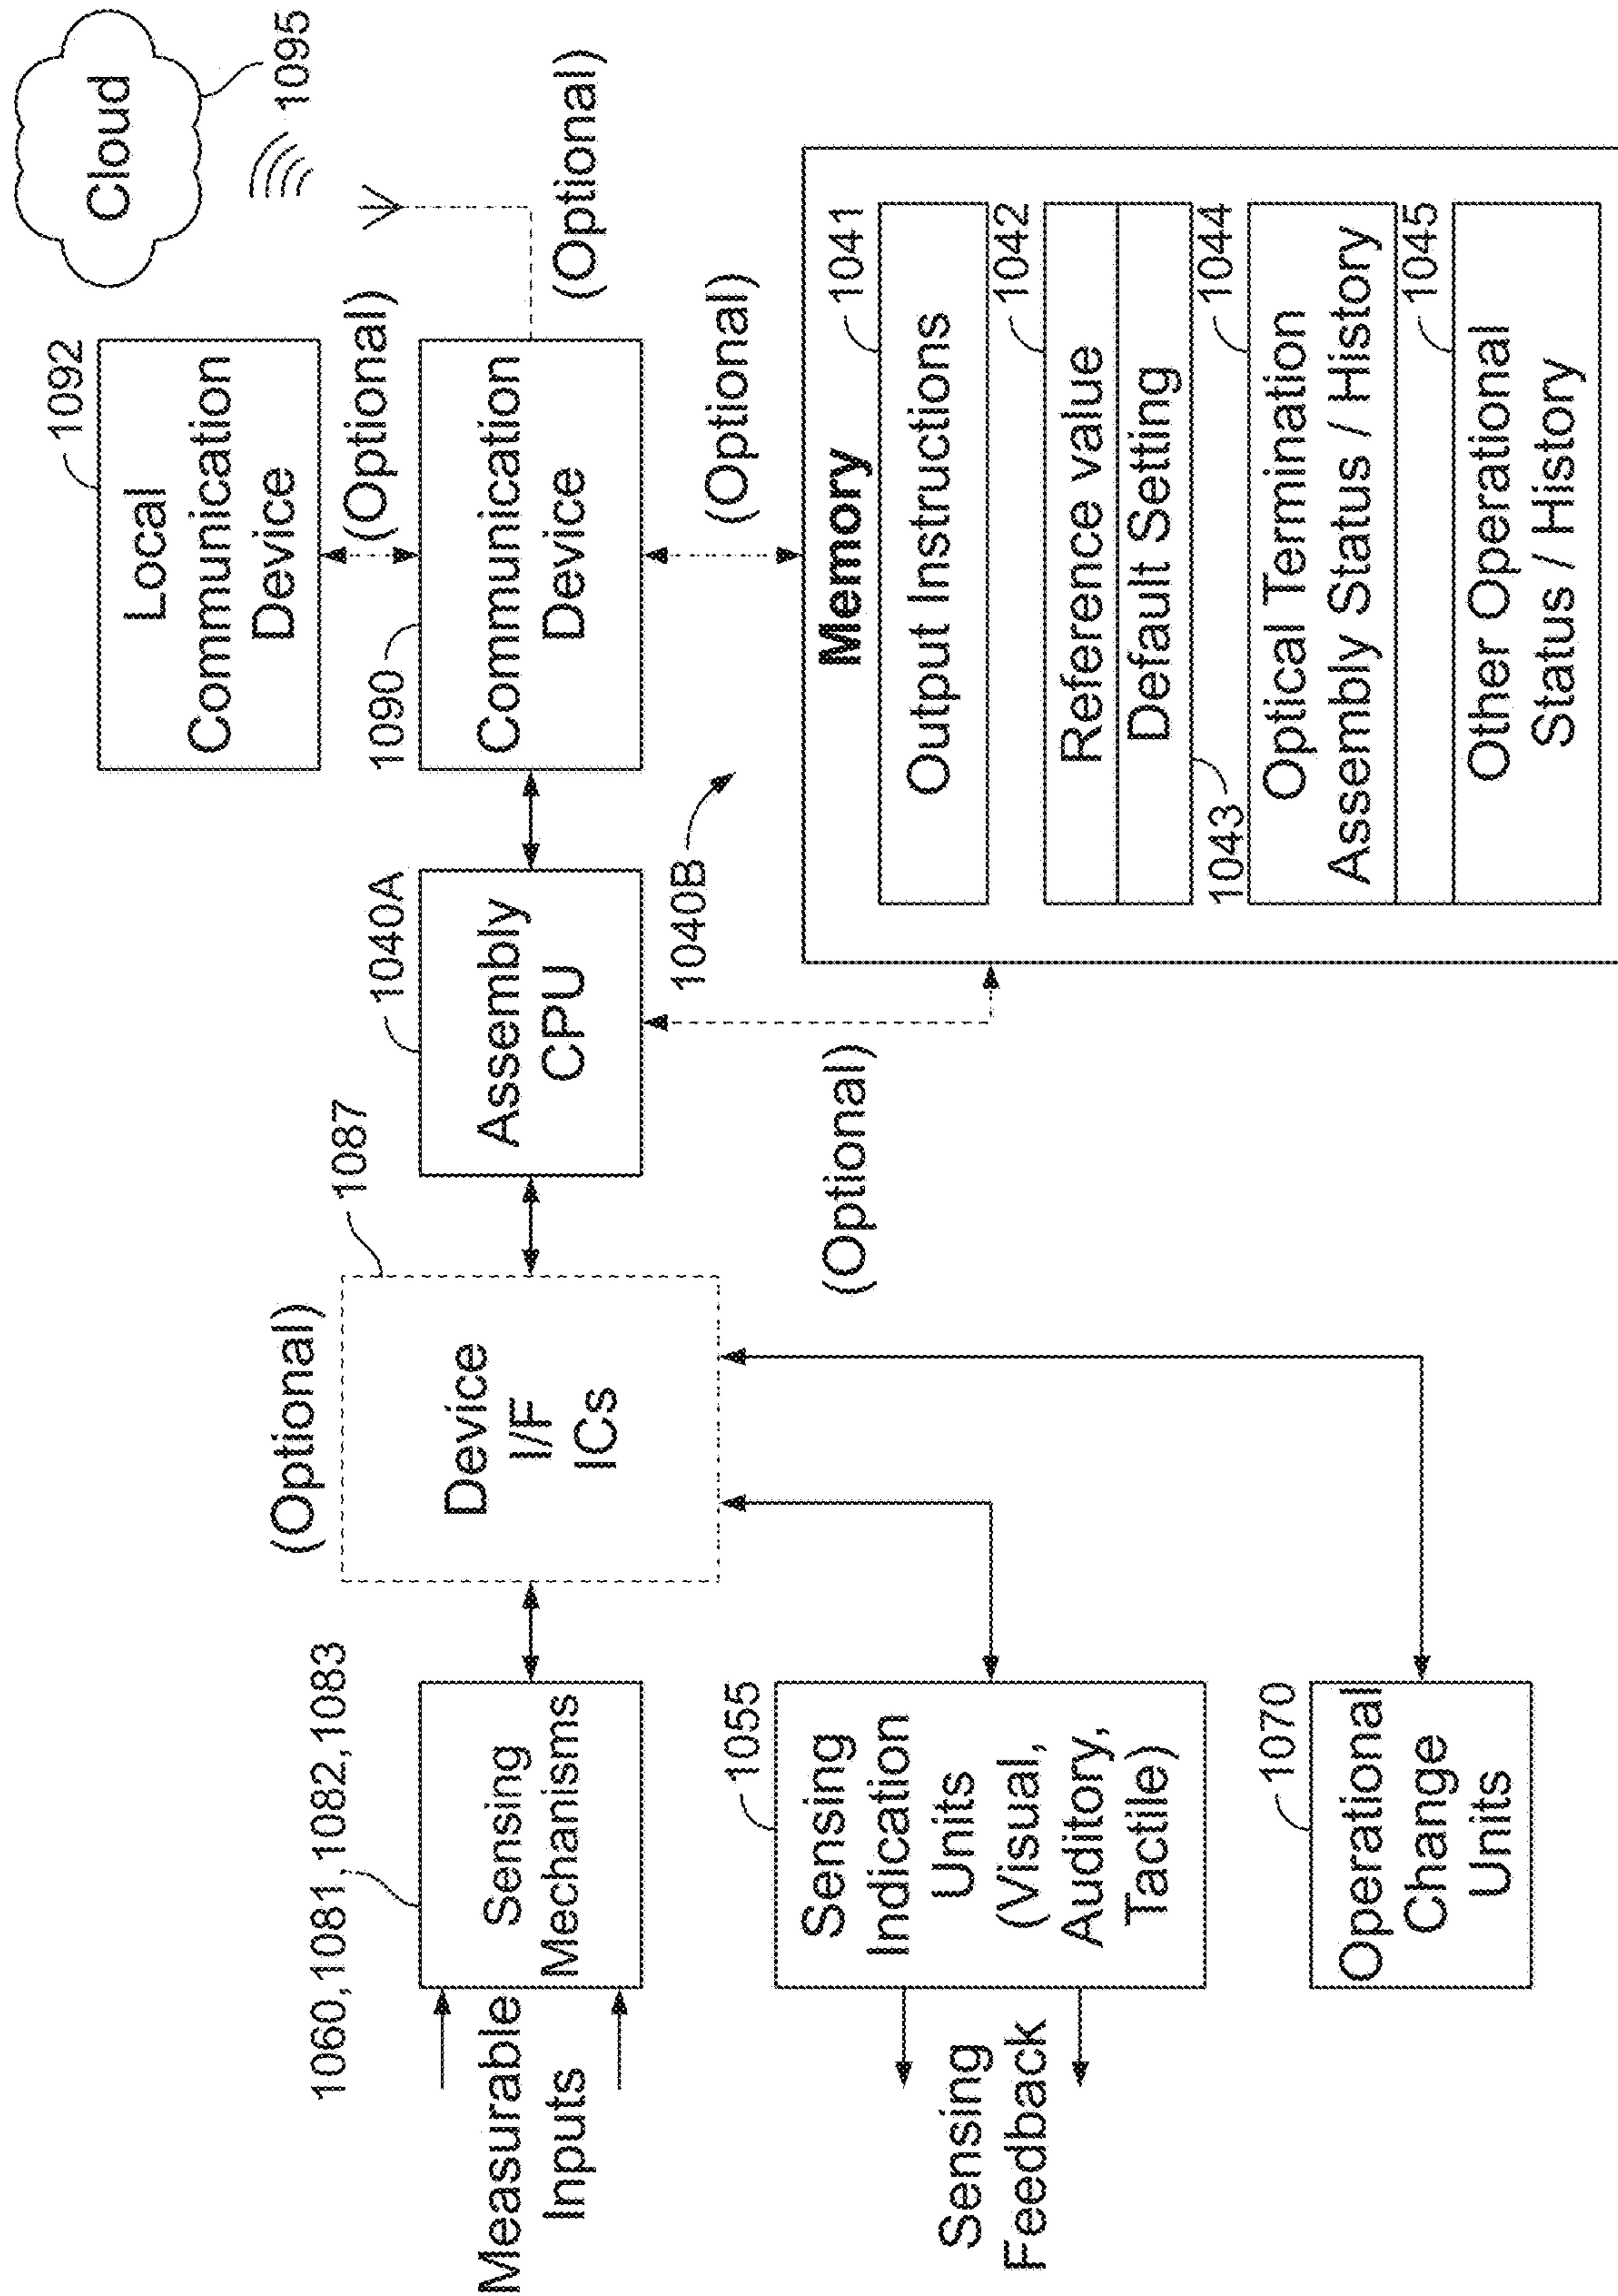 1060,1081,1082,1083
Measurable
Inputs
Sensing
Mechanisms
(Optional)
1087
Device
I/F
ICs
1040A
Assembly
CPU
1090
Communication
Device
1092
Local
Communication
Device
(Optional)
Cloud
1095
(Optional)
(Optional)
1040B
(Optional)
Memory
1041
Output Instructions
1042
Reference value
Default Setting
1043
1044
Optical Termination
Assembly Status / History
1045
Other Operational
Status / History
1055
Sensing
Indication
Units
(Visual,
Auditory,
Tactile)
Sensing
Feedback
1070
Operational
Change
Units